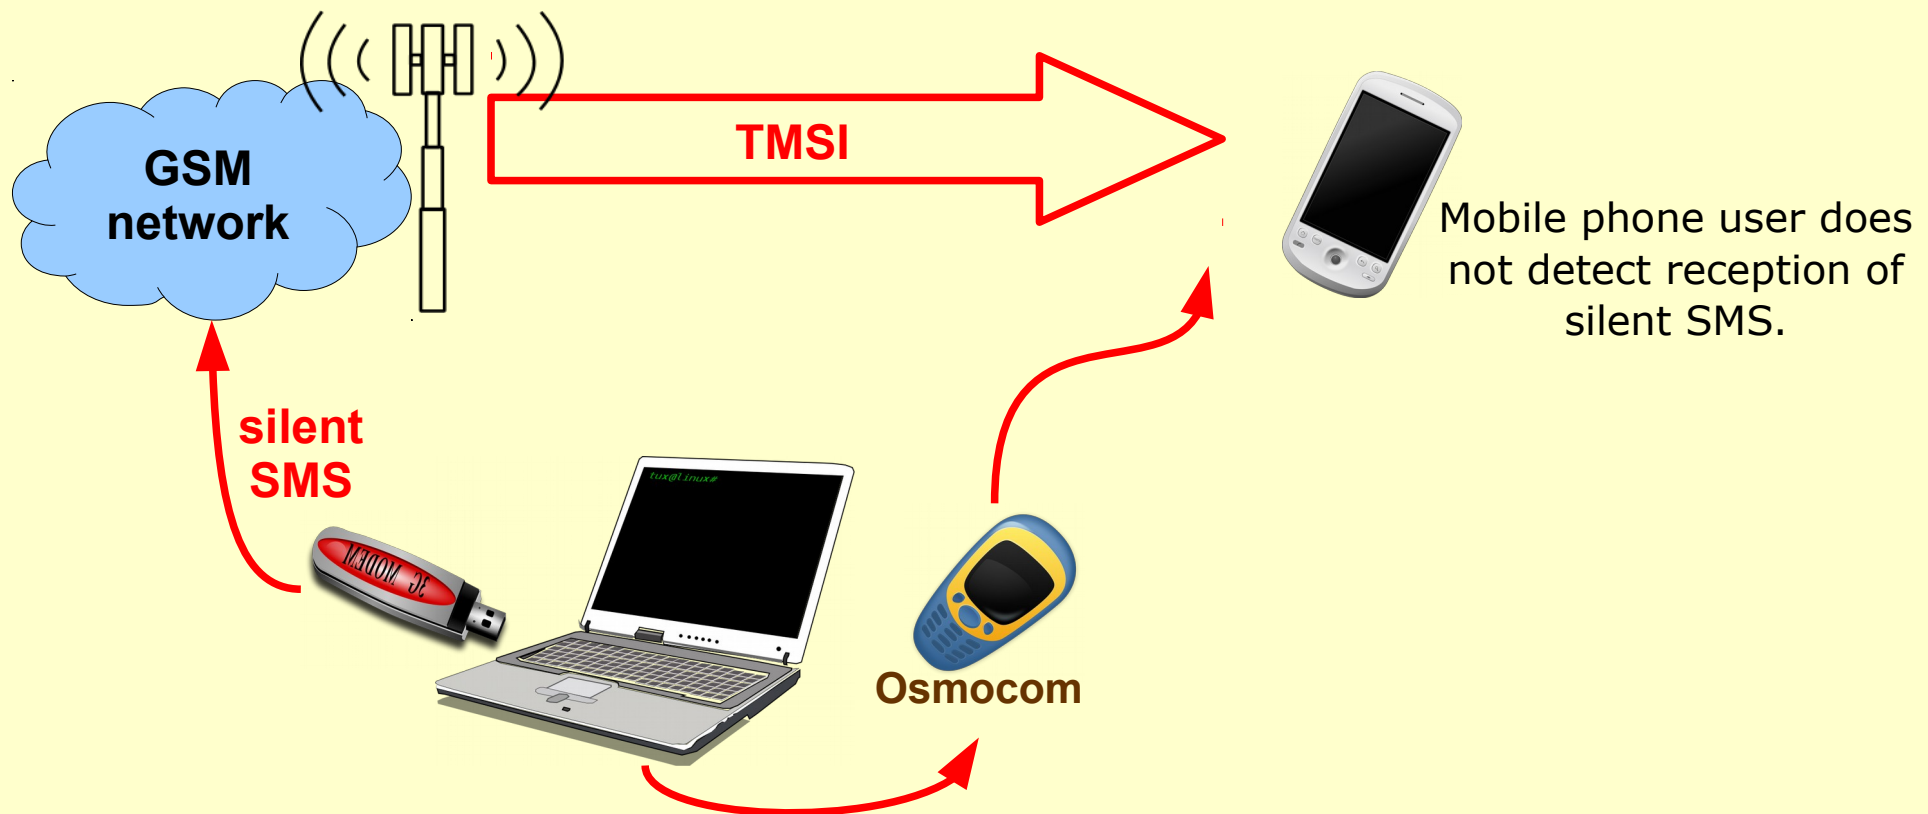 GSM
network
TMSI
Mobile phone user does
not detect reception of
silent SMS.
silent
SMS
tux@linux#
3G MODEM
Osmocom